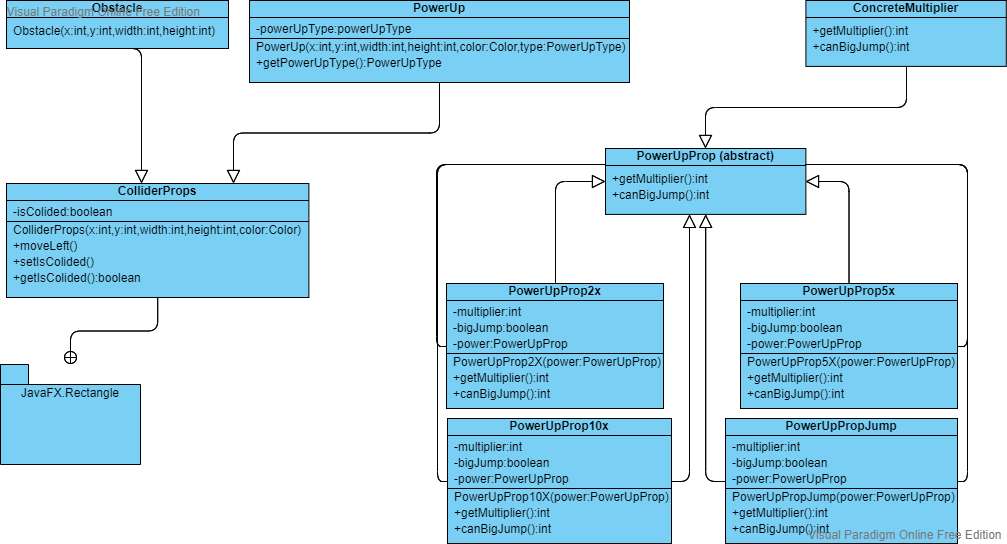 Obstacle
Visual Paradigm Online Free Edition
Obstacle(x:int,y:int,width:int,height:int)
PowerUp
-powerUpType:powerUpType
PowerUp(x:int,y:int,width:int,height:int,color:Color,type:PowerUpType)
+getPowerUpType():PowerUpType
ConcreteMultiplier
+getMultiplier():int
+canBigJump():int
PowerUpProp (abstract)
+getMultiplier():int
+canBigJump():int
ColliderProps
-isColided:boolean
ColliderProps(x:int,y:int,width:int,height:int,color:Color)
+moveLeft()
+setIsColided()
+getIsColided():boolean
JavaFX.Rectangle
PowerUpProp2x
-multiplier:int
-bigJump:boolean
-power:PowerUpProp
PowerUpProp2X(power:PowerUpProp)
+getMultiplier():int
+canBigJump():int
PowerUpProp5x
-multiplier:int
-bigJump:boolean
-power:PowerUpProp
PowerUpProp5X(power:PowerUpProp)
+getMultiplier():int
+canBigJump():int
PowerUpProp10x
-multiplier:int
-bigJump:boolean
-power:PowerUpProp
PowerUpProp10X(power:PowerUpProp)
+getMultiplier():int
+canBigJump():int
PowerUpPropJump
-multiplier:int
-bigJump:boolean
-power:PowerUpProp
PowerUpPropJump(power:PowerUpProp)
+getMultiplier():int
+canBigJump():int
Visual Paradigm Online Free Edition